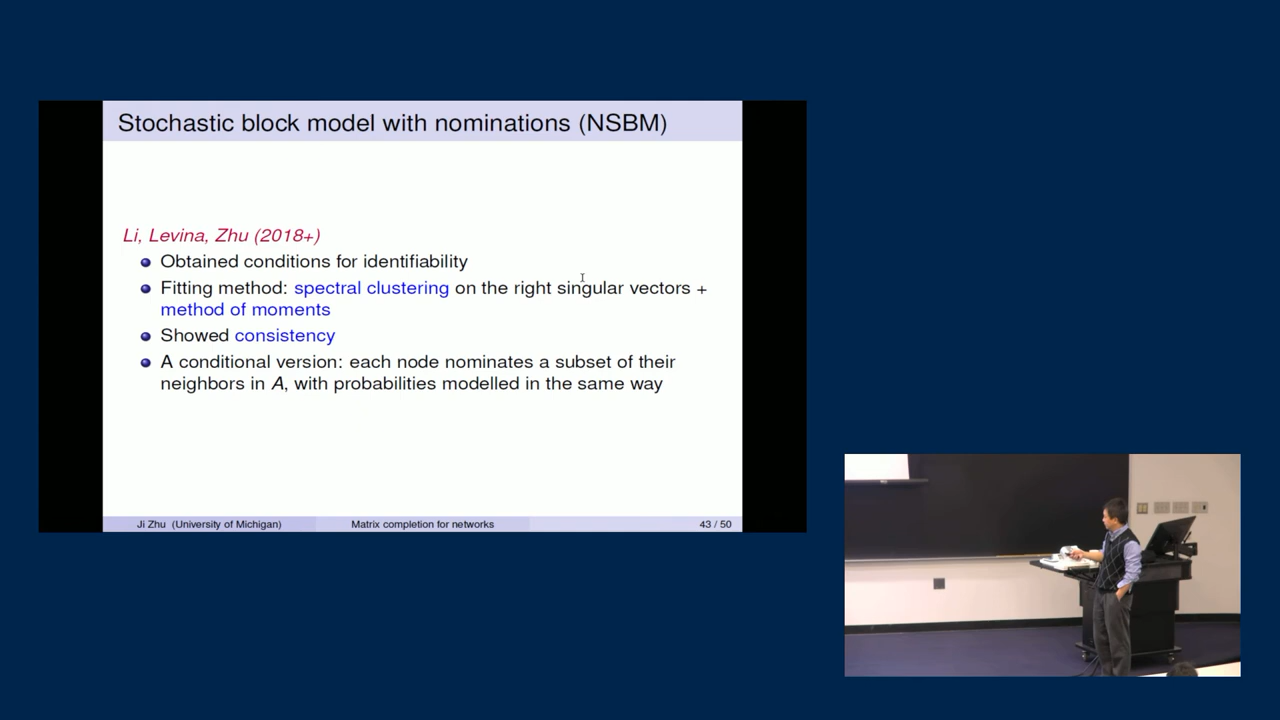 Stochastic block model with nominations (NSBM)
Li, Levina, Zhu (2018+)
Obtained conditions for identifiability
Fitting method: spectral clustering on the right singular vectors +
method of moments
Showed consistency
A conditional version: each node nominates a subset of their
neighbors in A, with probabilities modelled in the same way
Ji Zhu (University of Michigan) Matrix completion for networks 43 / 50